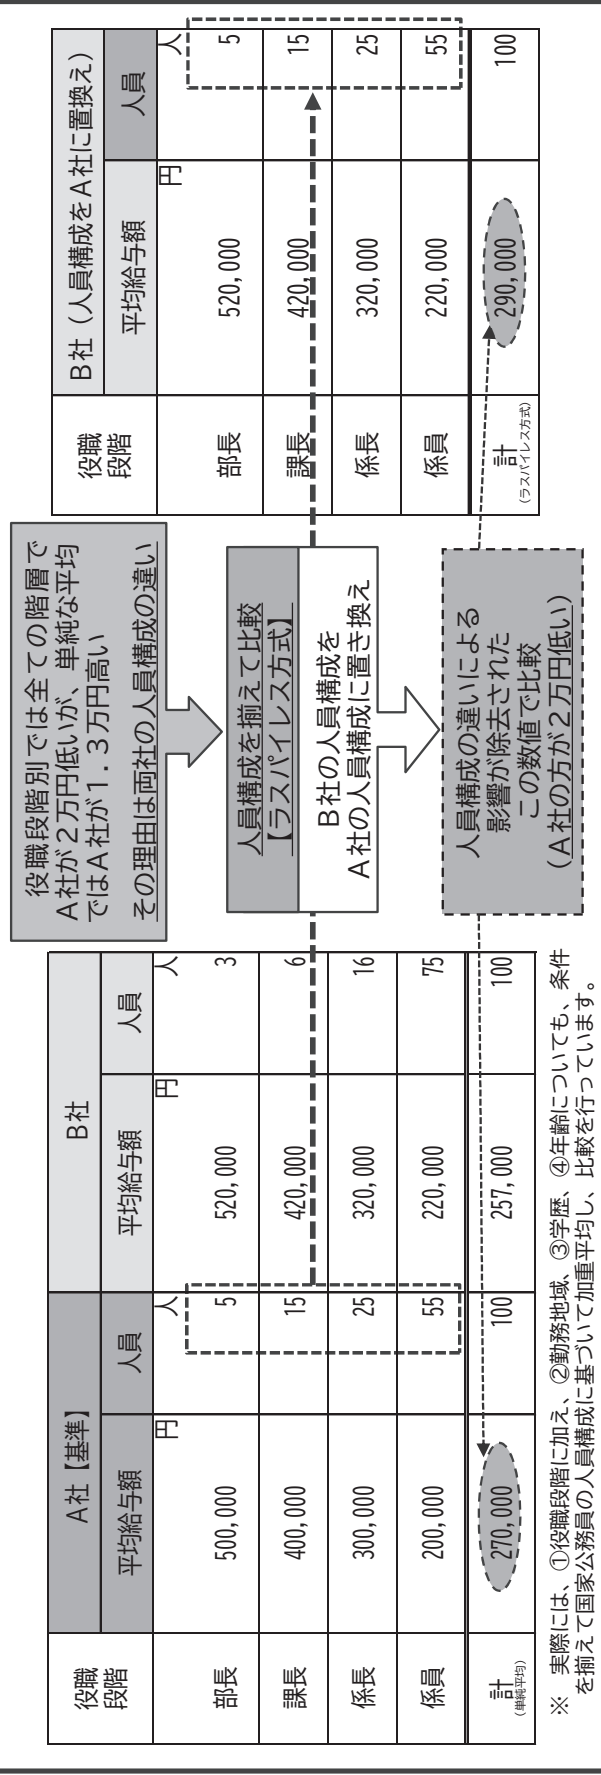 役職
段階
A社【基準】
B社
平均給与額
人員
平均給与額
人員
円
人
円
人
部長
500,000
5
520,000
3
課長
400,000
15
420,000
6
係長
300,000
25
320,000
16
係員
200,000
55
220,000
75
計
(単純平均)
270,000
100
257,000
100
役職段階別では全ての階層で
A社が2万円低いが、単純な平均
ではA社が1.3万円高い
その理由は両社の人員構成の違い
人員構成を揃えて比較
【ラスパイレス方式】
B社の人員構成を
A社の人員構成に置き換え
人員構成の違いによる
影響が除去された
この数値で比較
(A社の方が2万円低い)
役職
段階
B社(人員構成をA社に置換え)
平均給与額
人員
円
人
部長
520,000
5
課長
420,000
15
係長
320,000
25
係員
220,000
55
計
(ラスパイレス方式)
290,000
100
※ 実際には、①役職段階に加え、②勤務地域、③学歴、④年齢についても、条件
を揃えて国家公務員の人員構成に基づいて加重平均し、比較を行っています。